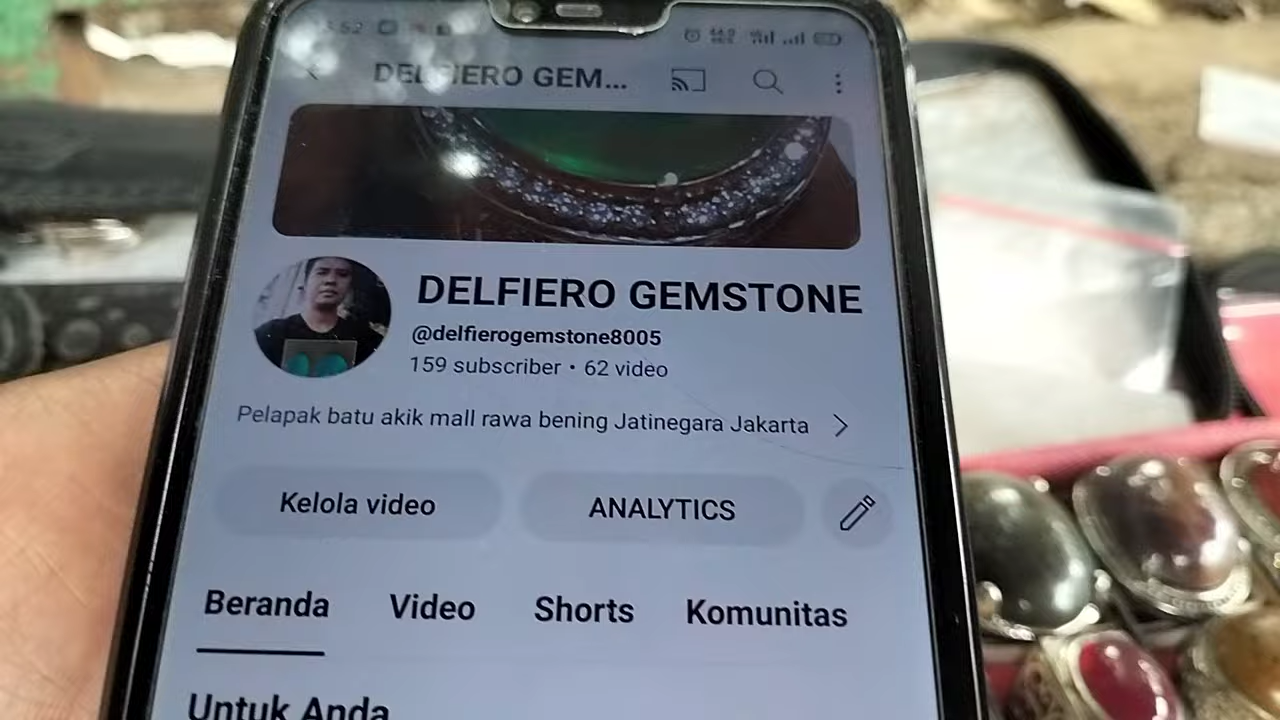 DELFIERO GEM...
DELFIERO GEMSTONE
@delfierogemstone8005
159 subscriber • 62 video
Pelapak batu akik mall rawa bening Jatinegara Jakarta
Kelola video
ANALYTICS
Beranda
Video
Shorts
Komunitas
Untuk Anda